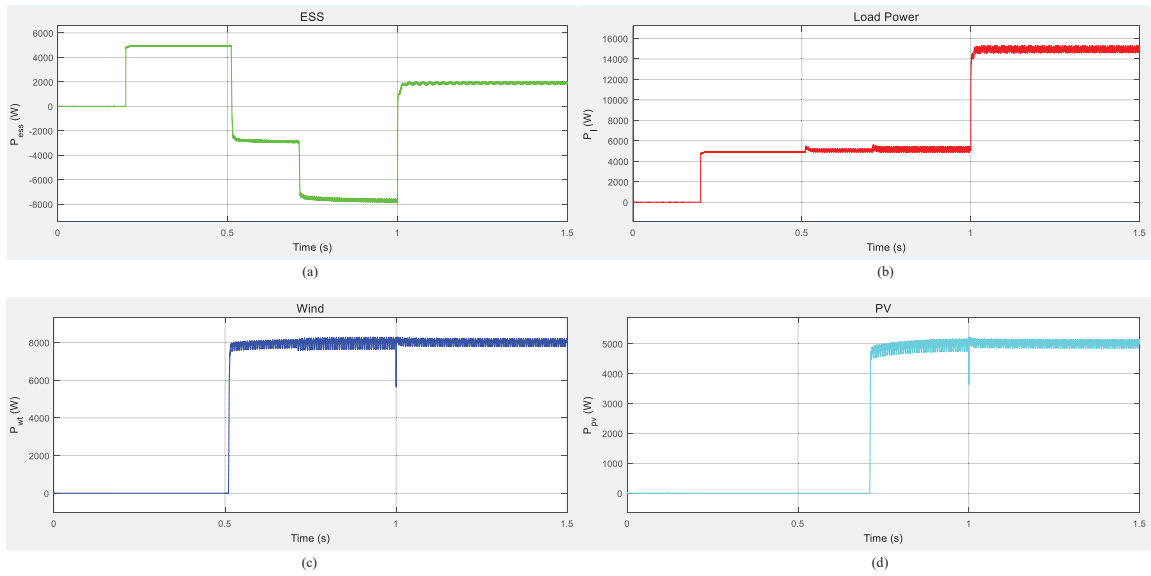 ESS
6000
4000
2000
0
-2000
-4000
-6000
-8000
P_ess (W)
0 0.5 1 1.5
Time (s)
(a)
Load Power
16000
14000
12000
10000
8000
6000
4000
2000
0
P_l (W)
0 0.5 1 1.5
Time (s)
(b)
Wind
8000
6000
4000
2000
0
P_wt (W)
0 0.5 1 1.5
Time (s)
(c)
PV
5000
4000
3000
2000
1000
0
P_pv (W)
0 0.5 1 1.5
Time (s)
(d)